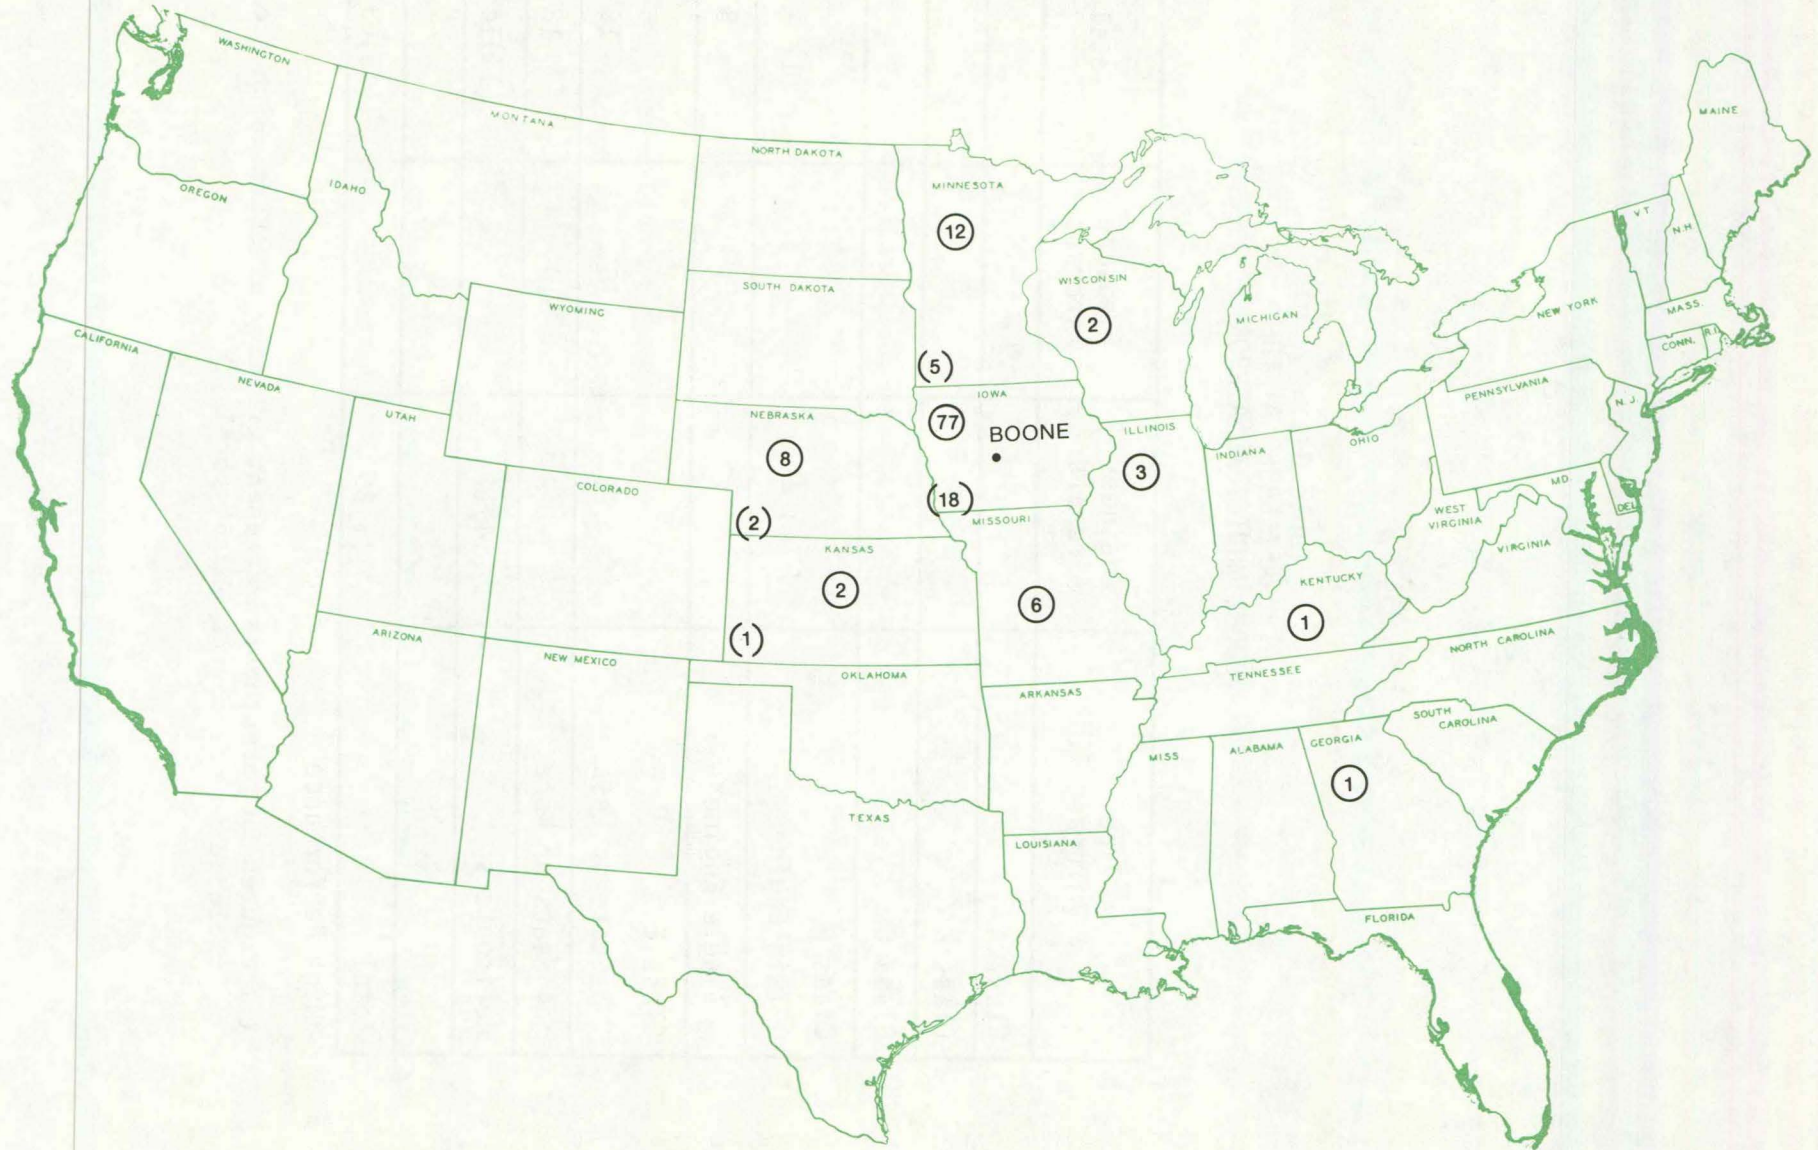 WASHINGTON
MONTANA
MAINE
NORTH DAKOTA
OREGON
IDAHO
MINNESOTA
V T
N.H.
12
WISCONSIN
SOUTH DAKOTA
WYOMING
2
MICHIGAN
NEW YORK
MASS.
CALIFORNIA
CONN.
R.I.
NEVADA
(5)
IOWA
PENNSYLVANIA
N. J.
UTAH
NEBRASKA
77
BOONE
ILLINOIS
OHIO
8
3
INDIANA
COLORADO
(18)
MD.
WEST
VIRGINIA
DEL
(2)
MISSOURI
KANSAS
VIRGINIA
2
6
KENTUCKY
1
(1)
ARIZONA
NEW MEXICO
NORTH CAROLINA
OKLAHOMA
ARKANSAS
TENNESSEE
SOUTH
CAROLINA
MISS
ALABAMA
GEORGIA
1
TEXAS
LOUISIANA
FLORIDA